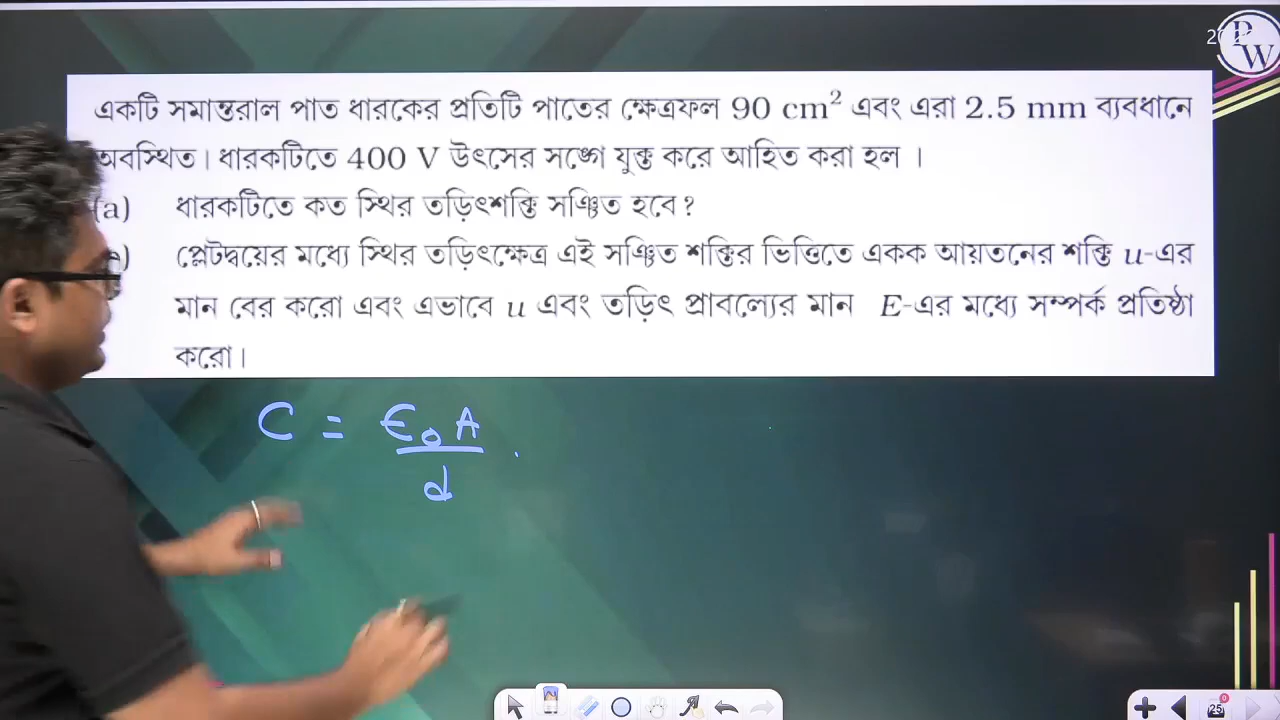 একটি সমান্তরাল পাত ধারকের প্রতিটি পাতের ক্ষেত্রফল 90 cm² এবং এরা 2.5 mm ব্যবধানে
অবস্থিত। ধারকটিতে 400 V উৎসের সঙ্গে যুক্ত করে আহিত করা হল ।
(a) ধারকটিতে কত স্থির তড়িৎশক্তি সঞ্চিত হবে?
প্লেটদ্বয়ের মধ্যে স্থির তড়িৎক্ষেত্র এই সঞ্চিত শক্তির ভিত্তিতে একক আয়তনের শক্তি u-এর
মান বের করো এবং এভাবে u এবং তড়িৎ প্রাবল্যের মান E-এর মধ্যে সম্পর্ক প্রতিষ্ঠা
করো।
C = ϵ₀A
d
P
W
25